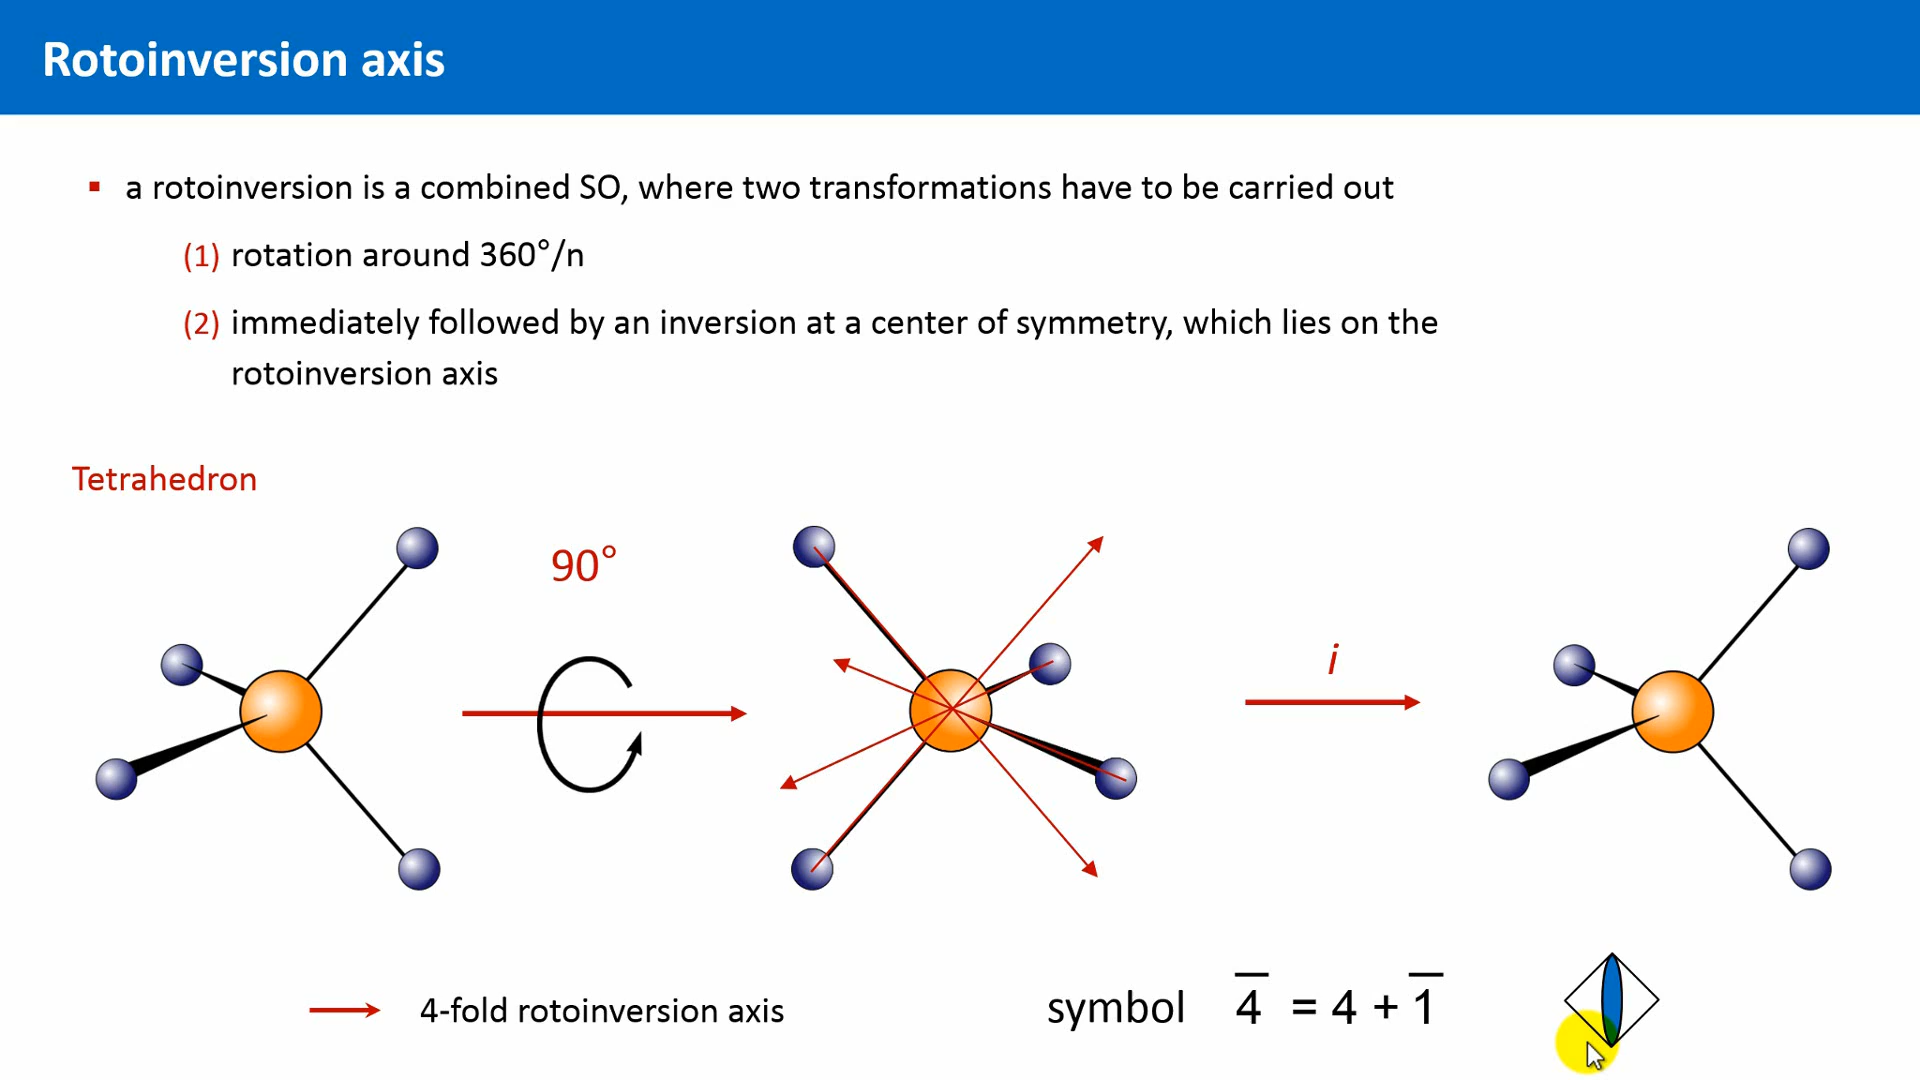 Rotoinversion axis
▪ a rotoinversion is a combined SO, where two transformations have to be carried out
(1) rotation around 360°/n
(2) immediately followed by an inversion at a center of symmetry, which lies on the
rotoinversion axis
Tetrahedron
90°
i
4-fold rotoinversion axis
symbol 4̅ = 4 + 1̅